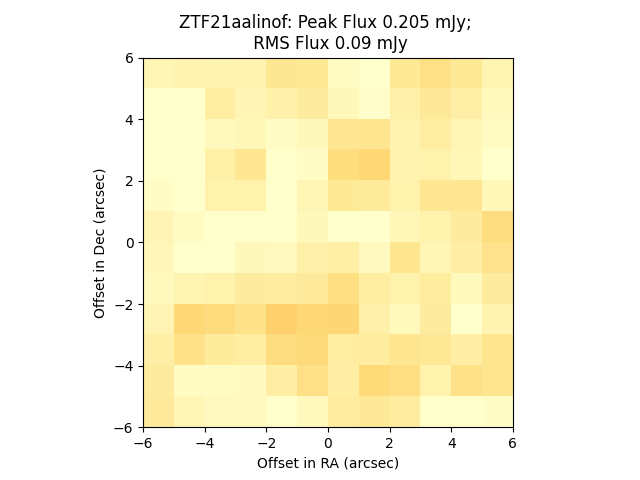 ZTF21aalinof: Peak Flux 0.205 mJy;
RMS Flux 0.09 mJy
6
4
2
0
−2
−4
−6
Offset in Dec (arcsec)
−6 −4 −2 0 2 4 6
Offset in RA (arcsec)